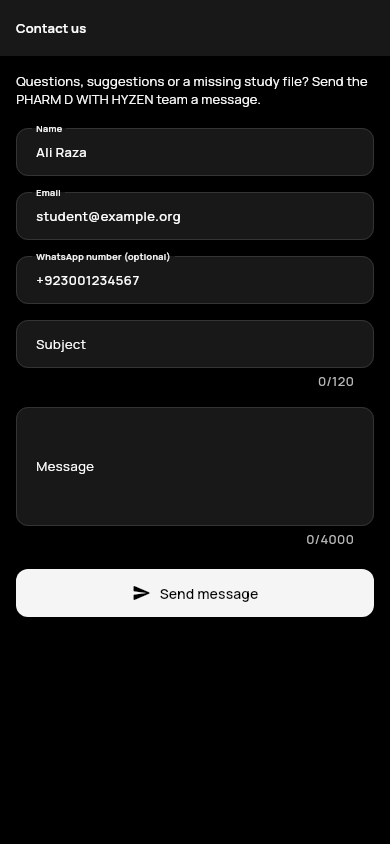 Contact us
Questions, suggestions or a missing study file? Send the
PHARM D WITH HYZEN team a message.
Name
Ali Raza
Email
student@example.org
WhatsApp number (optional)
+923001234567
Subject
0/120
Message
0/4000
Send message